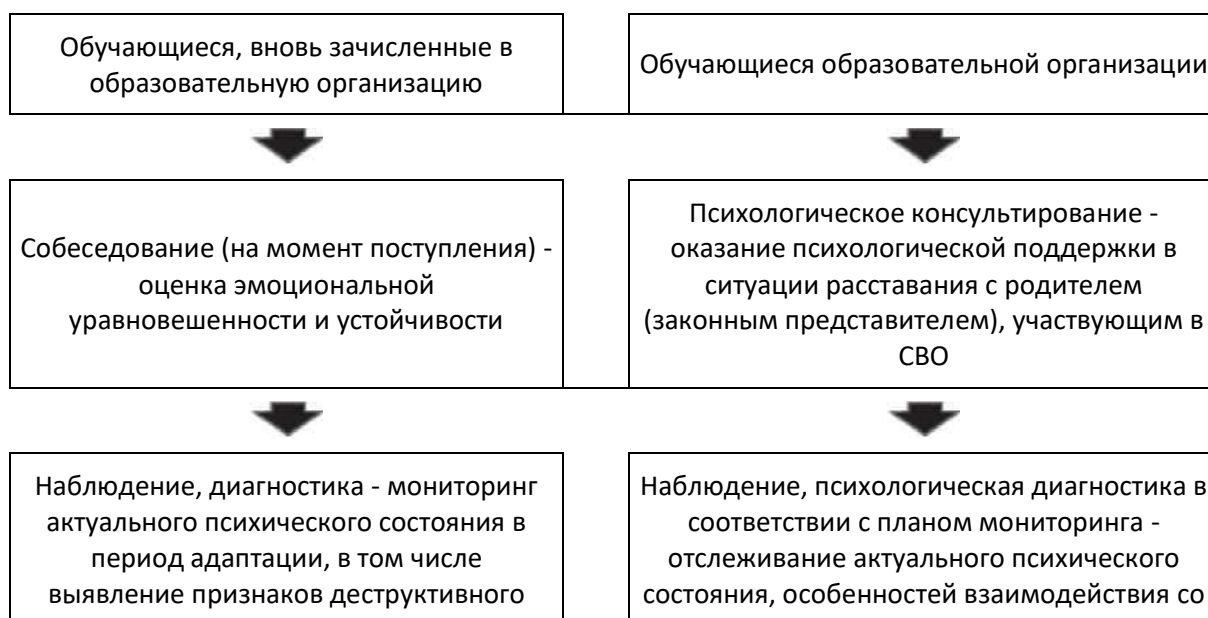 Обучающиеся, вновь зачисленные в
образовательную организацию
Обучающиеся образовательной организации
Собеседование (на момент поступления) -
оценка эмоциональной
уравновешенности и устойчивости
Психологическое консультирование -
оказание психологической поддержки в
ситуации расставания с родителем
(законным представителем), участвующим в
СВО
Наблюдение, диагностика - мониторинг
актуального психического состояния в
период адаптации, в том числе
выявление признаков деструктивного
Наблюдение, психологическая диагностика в
соответствии с планом мониторинга -
отслеживание актуального психического
состояния, особенностей взаимодействия со